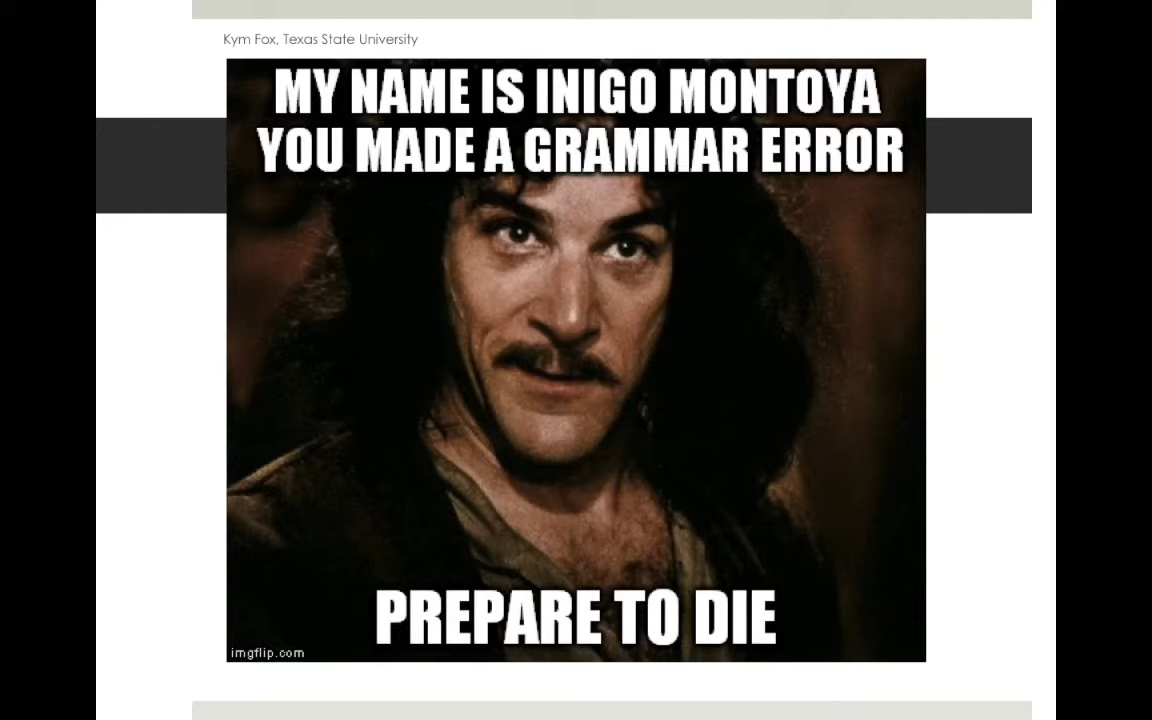 Kym Fox, Texas State University
MY NAME IS INIGO MONTOYA
YOU MADE A GRAMMAR ERROR
PREPARE TO DIE
imgflip.com